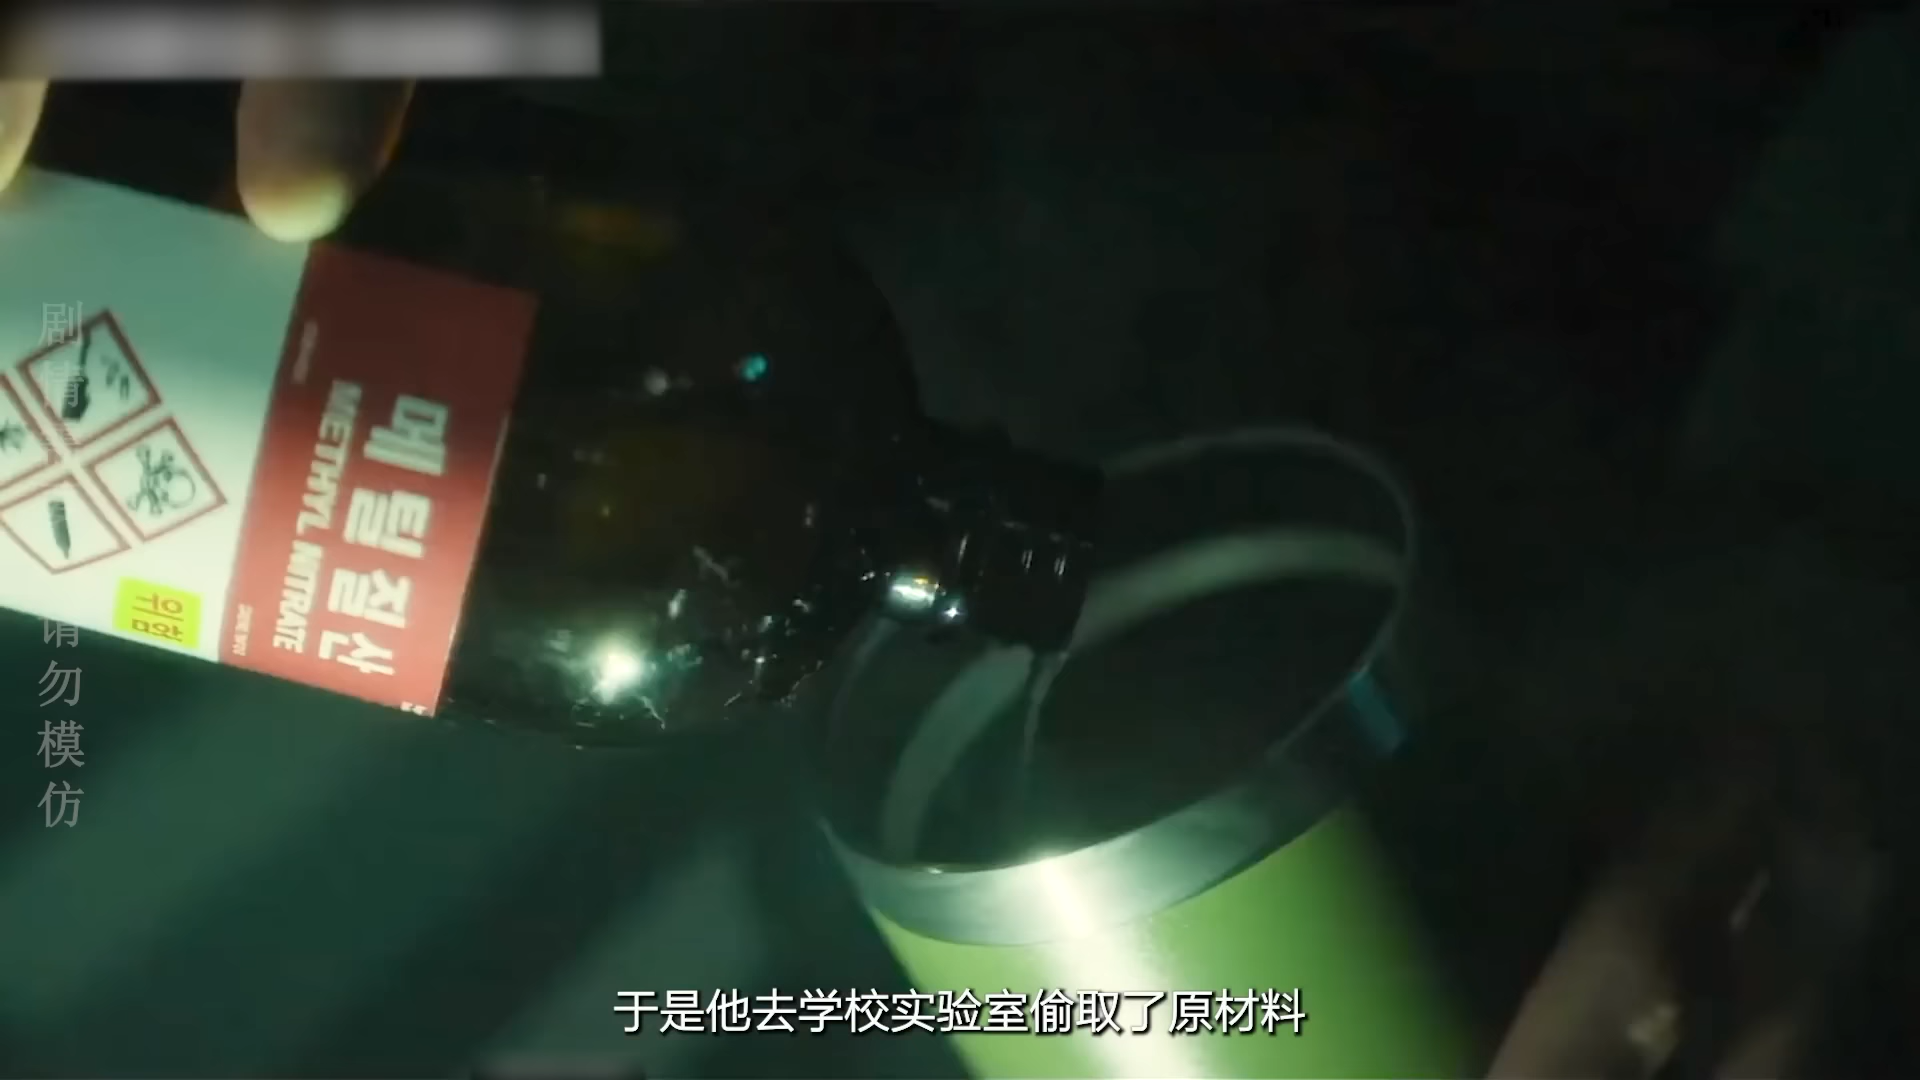 메틸질산
METHYL NITRATE
위험
剧情
请勿模仿
于是他去学校实验室偷取了原材料